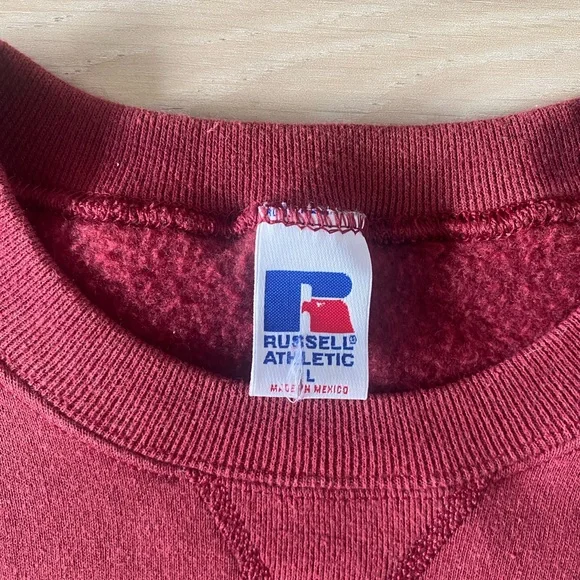 R
RUSSELL®
ATHLETIC
L
MADE IN MEXICO